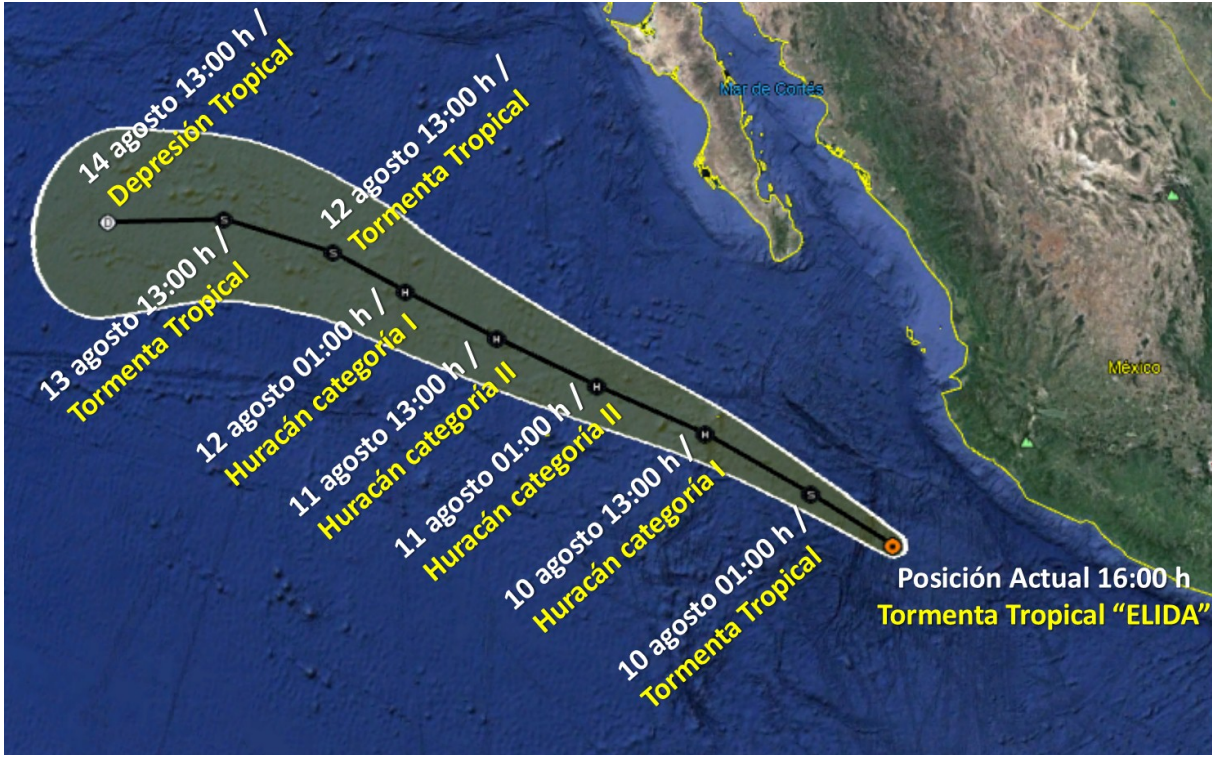 14 agosto 13:00 h /
Depresión Tropical
12 agosto 13:00 h /
Tormenta Tropical
Mar de Cortés
13 agosto 13:00 h /
Tormenta Tropical
12 agosto 01:00 h /
Huracán categoría I
11 agosto 13:00 h /
Huracán categoría II
11 agosto 01:00 h /
Huracán categoría II
10 agosto 13:00 h /
Huracán categoría I
10 agosto 01:00 h /
Tormenta Tropical
México
Posición Actual 16:00 h
Tormenta Tropical “ELIDA”
D
S
S
H
H
H
H
S